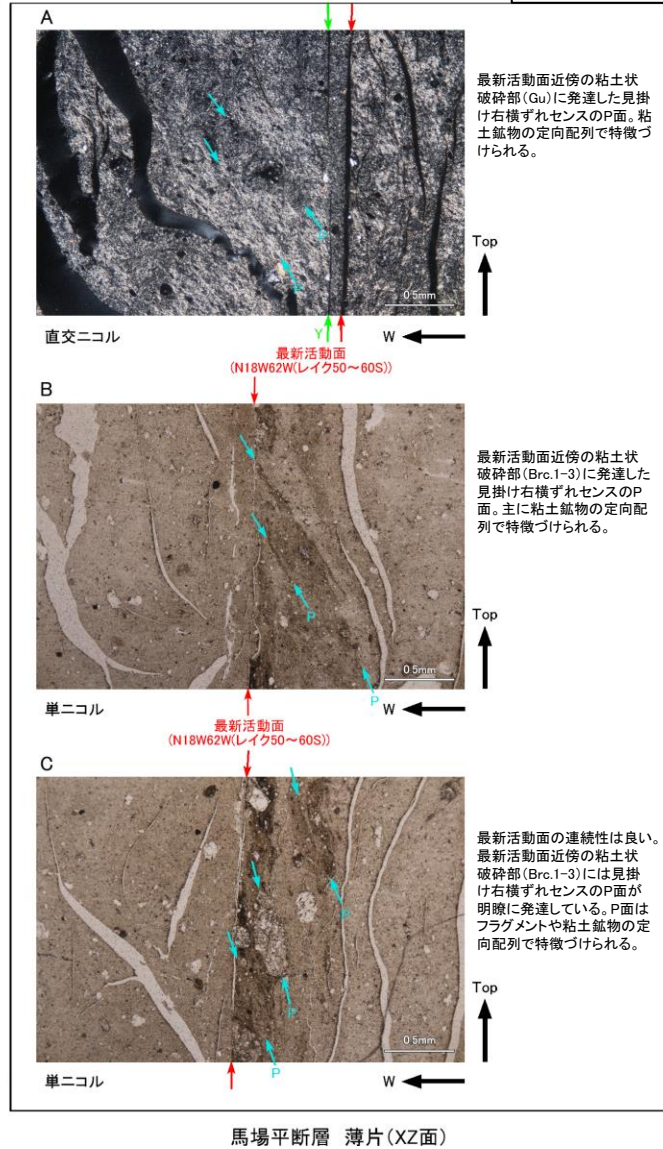 A
最新活動面近傍の粘土状
破砕部(Gu)に発達した見掛
け右横ずれセンスのP面。粘
土鉱物の定向配列で特徴づ
けられる。
P
P
0.5mm
Top
直交ニコル
Y
W
最新活動面
(N18W62W(レイク50～60S))
B
最新活動面近傍の粘土状
破砕部(Brc.1-3)に発達した
見掛け右横ずれセンスのP
面。主に粘土鉱物の定向配
列で特徴づけられる。
P
P
0.5mm
Top
単ニコル
W
最新活動面
(N18W62W(レイク50～60S))
C
最新活動面の連続性は良い。
最新活動面近傍の粘土状
破砕部(Brc.1-3)には見掛
け右横ずれセンスのP面が
明瞭に発達している。P面は
フラグメントや粘土鉱物の定
向配列で特徴づけられる。
P
P
P
0.5mm
Top
単ニコル
W
馬場平断層 薄片(XZ面)